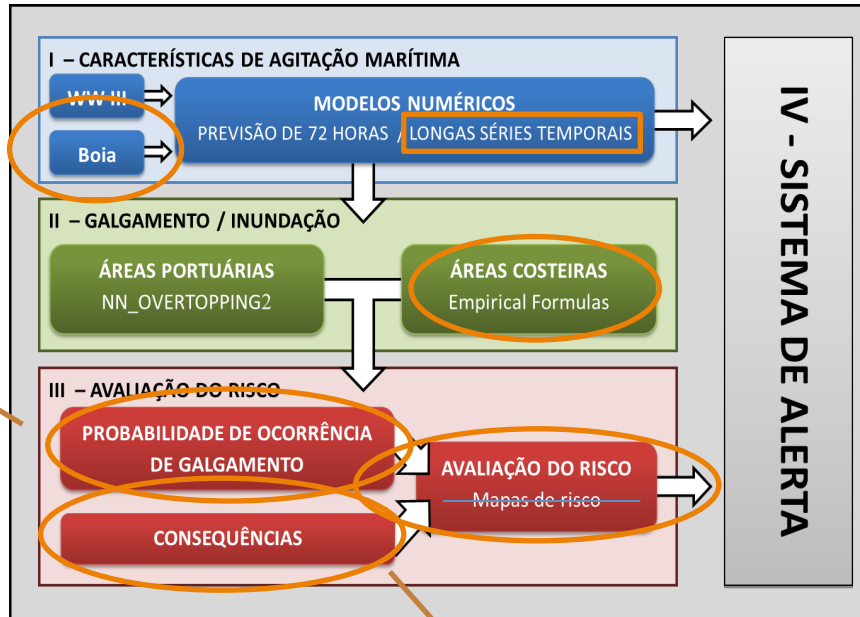 I – CARACTERÍSTICAS DE AGITAÇÃO MARÍTIMA
WW III
Boia
MODELOS NUMÉRICOS
PREVISÃO DE 72 HORAS / LONGAS SÉRIES TEMPORAIS
II – GALGAMENTO / INUNDAÇÃO
ÁREAS PORTUÁRIAS
NN_OVERTOPPING2
ÁREAS COSTEIRAS
Empirical Formulas
III – AVALIAÇÃO DO RISCO
PROBABILIDADE DE OCORRÊNCIA
DE GALGAMENTO
CONSEQUÊNCIAS
AVALIAÇÃO DO RISCO
Mapas de risco
IV - SISTEMA DE ALERTA